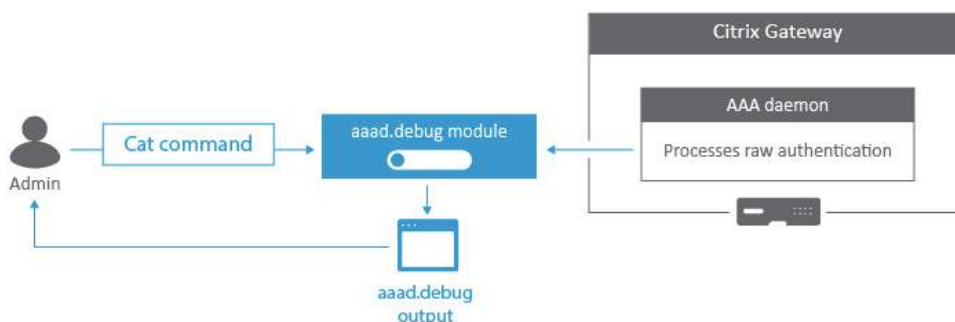 Citrix Gateway
AAA daemon
Processes raw authentication
aaad.debug module
Cat command
Admin
aaad.debug
output